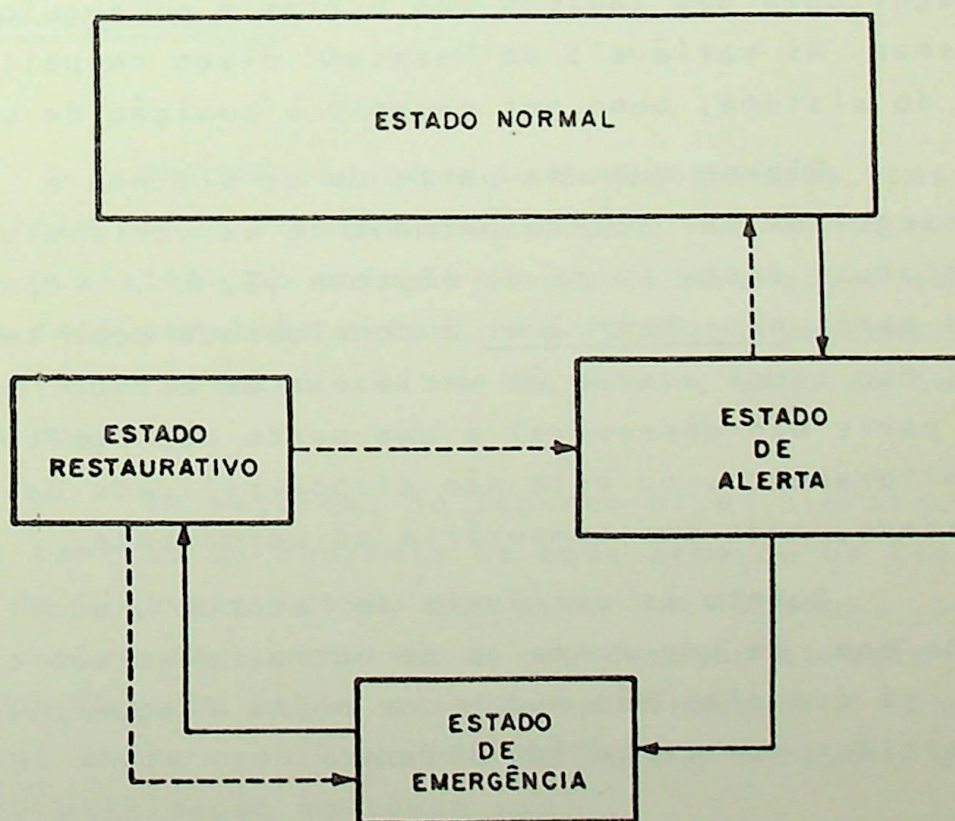 ESTADO NORMAL
ESTADO
RESTAURATIVO
ESTADO
DE
ALERTA
ESTADO
DE
EMERGÊNCIA